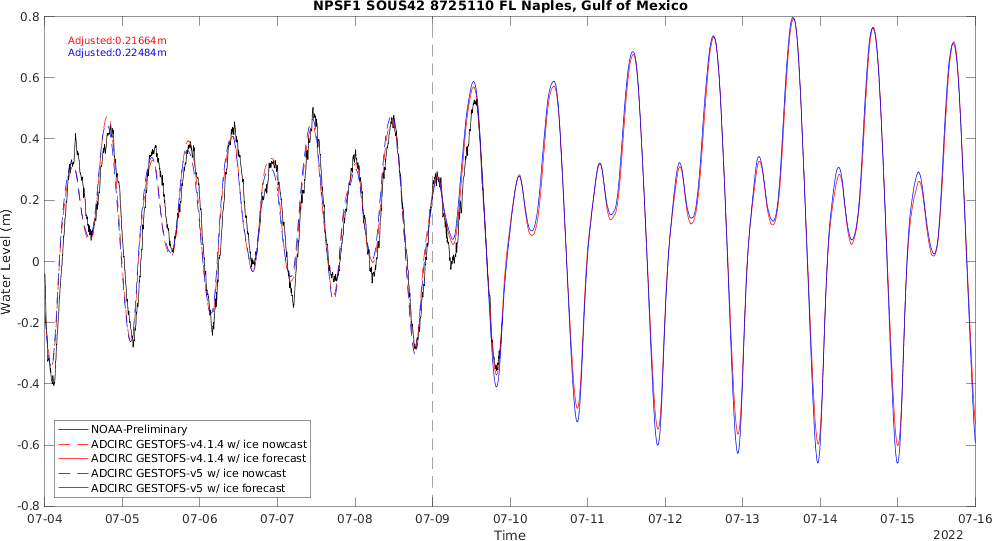 NPSF1 SOUS42 8725110 FL Naples, Gulf of Mexico
Adjusted:0.21664m
Adjusted:0.22484m
0.8
0.6
0.4
0.2
0
-0.2
-0.4
-0.6
-0.8
Water Level (m)
NOAA-Preliminary
ADCIRC GESTOFS-v4.1.4 w/ ice nowcast
ADCIRC GESTOFS-v4.1.4 w/ ice forecast
ADCIRC GESTOFS-v5 w/ ice nowcast
ADCIRC GESTOFS-v5 w/ ice forecast
07-04 07-05 07-06 07-07 07-08 07-09 07-10 07-11 07-12 07-13 07-14 07-15 07-16
Time
2022